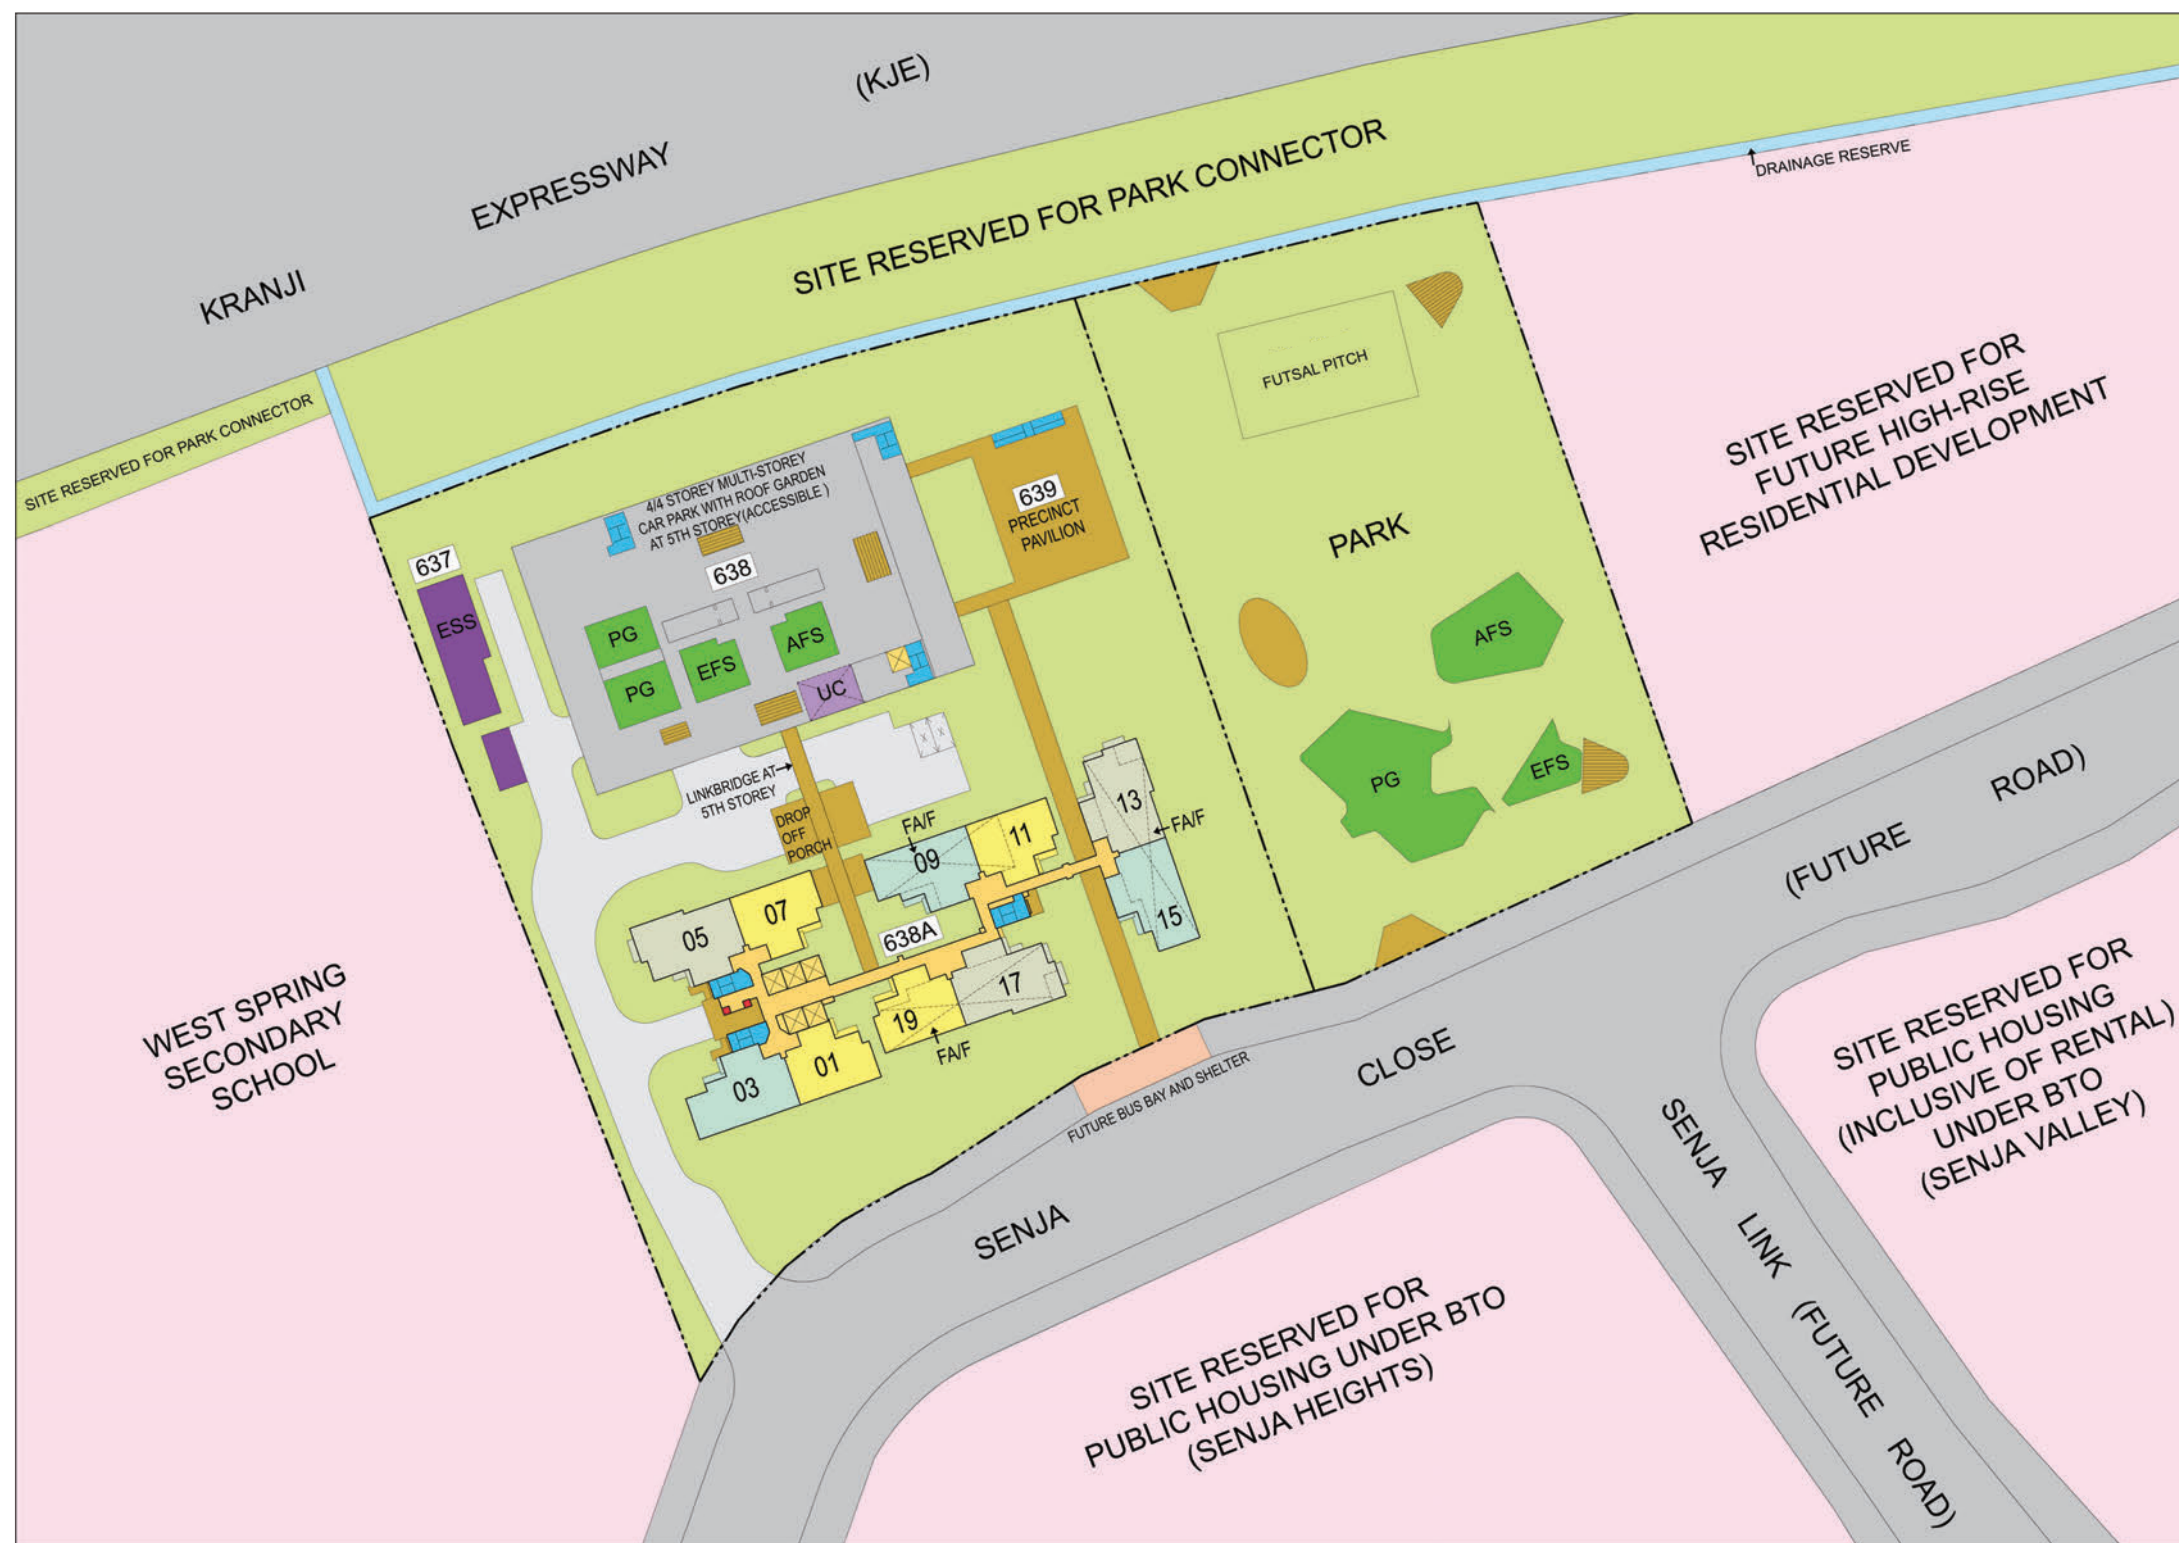 KRANJI
EXPRESSWAY
(KJE)
SITE RESERVED FOR PARK CONNECTOR
DRAINAGE RESERVE
SITE RESERVED FOR PARK CONNECTOR
FUTSAL PITCH
SITE RESERVED FOR
FUTURE HIGH-RISE
RESIDENTIAL DEVELOPMENT
4/4 STOREY MULTI-STOREY
CAR PARK WITH ROOF GARDEN
AT 5TH STOREY(ACCESSIBLE )
639
PRECINCT
PAVILION
PARK
637
ESS
638
PG
PG
EFS
AFS
UC
AFS
PG
EFS
X
X
LINKBRIDGE AT
5TH STOREY
DROP
OFF
PORCH
FA/F
09
11
13
FA/F
15
05
07
638A
17
19
FA/F
03
01
FUTURE BUS BAY AND SHELTER
WEST SPRING
SECONDARY
SCHOOL
SENJA
CLOSE
(FUTURE
ROAD)
SITE RESERVED FOR
PUBLIC HOUSING
(INCLUSIVE OF RENTAL)
UNDER BTO
(SENJA VALLEY)
SENJA
LINK
(FUTURE
ROAD)
SITE RESERVED FOR
PUBLIC HOUSING UNDER BTO
(SENJA HEIGHTS)